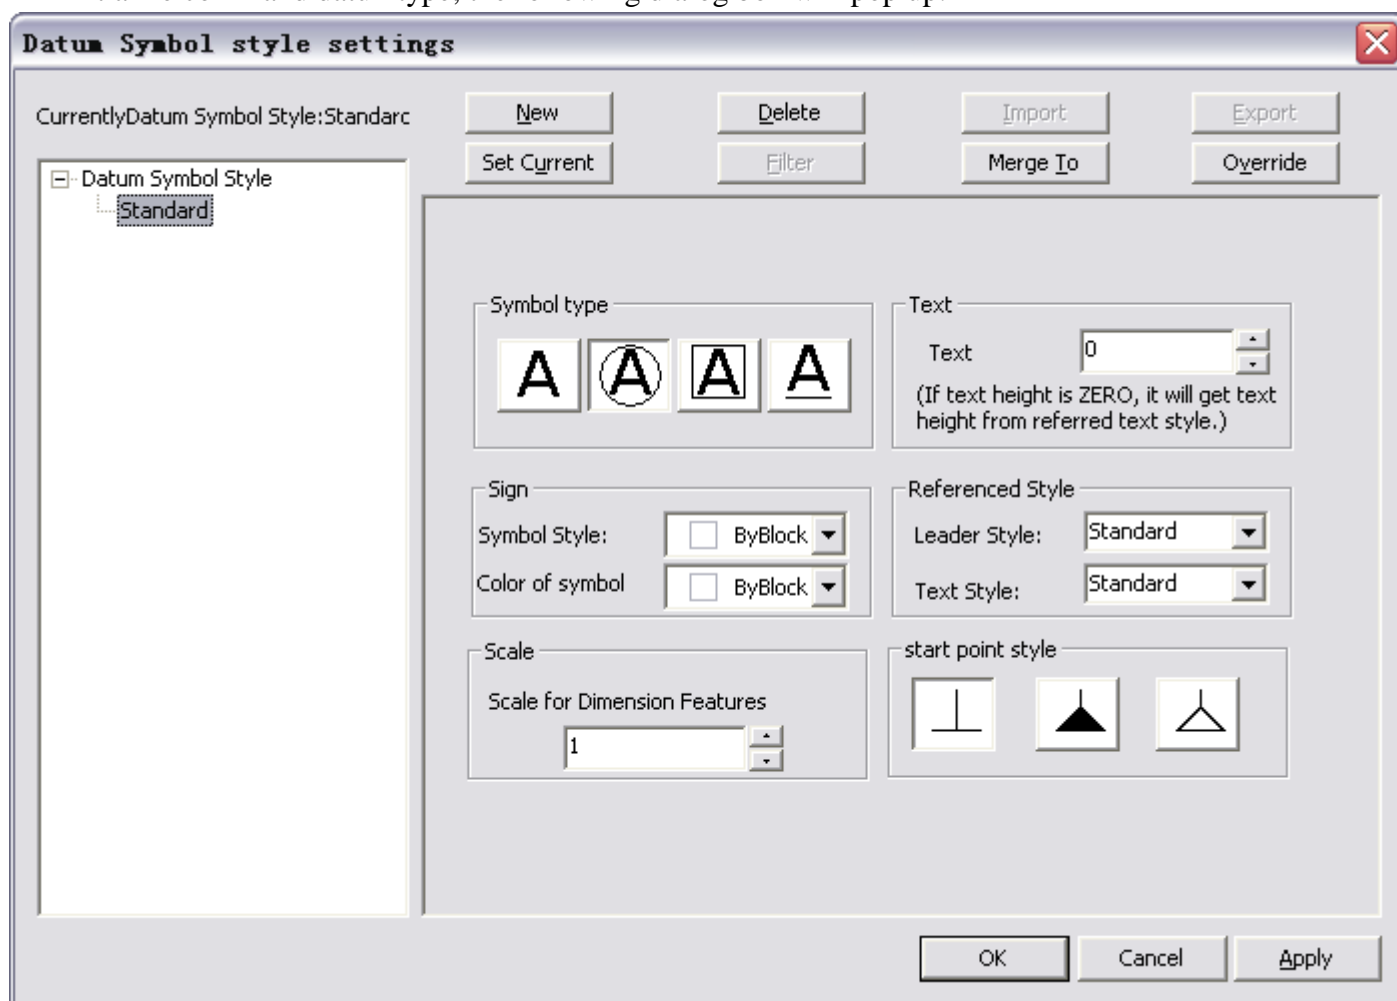 Datum Symbol style settings
CurrentlyDatum Symbol Style:Standarc
New Delete Import Export
Set Current Filter Merge To Override
Datum Symbol Style
Standard
Symbol type
A A A A
Text
Text 0
(If text height is ZERO, it will get text
height from referred text style.)
Sign
Symbol Style: ByBlock
Color of symbol ByBlock
Referenced Style
Leader Style: Standard
Text Style: Standard
Scale
Scale for Dimension Features
1
start point style
OK Cancel Apply